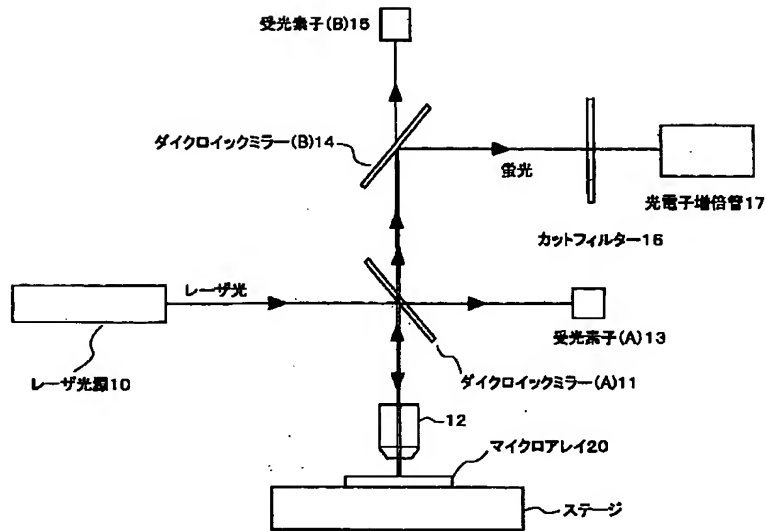 受光素子(B)15
ダイクロイックミラー(B)14
蛍光
光電子増倍管17
カットフィルター16
レーザ光
受光素子(A)13
レーザ光源10
ダイクロイックミラー(A)11
12
マイクロアレイ20
ステージ